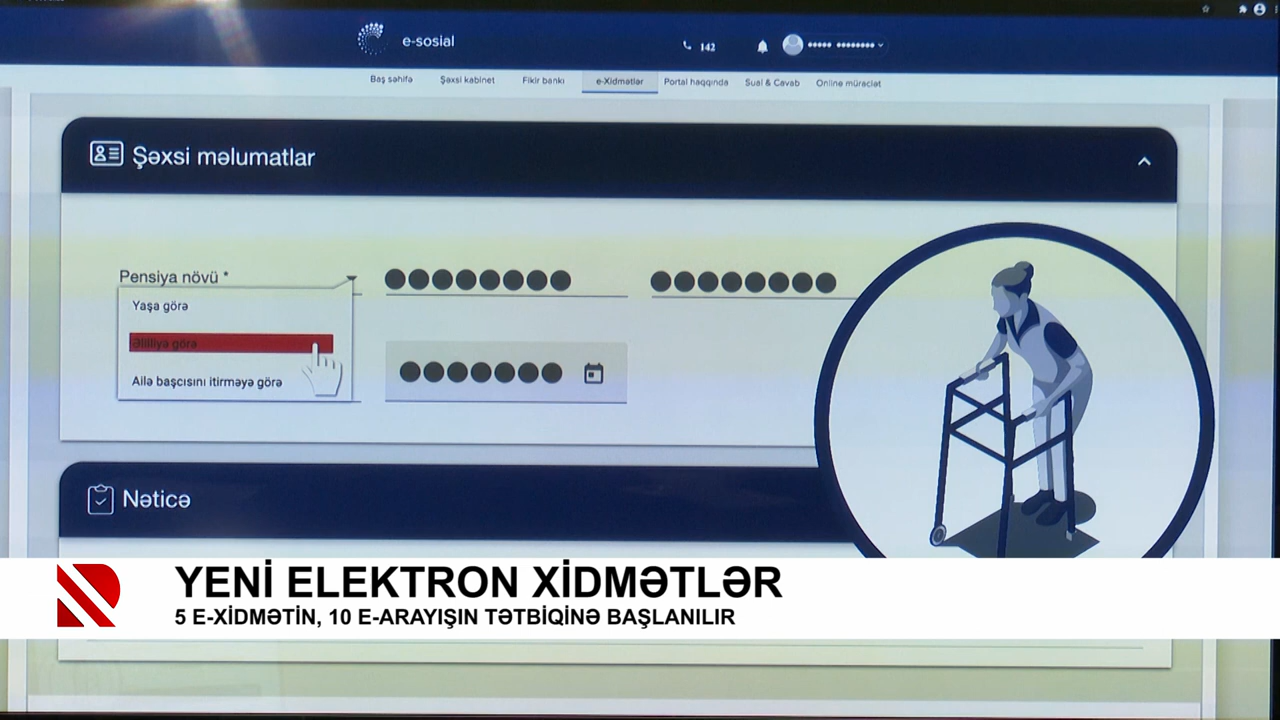 e-sosial
142
Baş səhifə Şəxsi kabinet Fikir bankı e-Xidmətlər Portal haqqında Sual & Cavab Online müraciət
Şəxsi məlumatlar
Pensiya növü *
Yaşa görə
Əlilliyə görə
Ailə başçısını itirməyə görə
Nəticə
YENİ ELEKTRON XİDMƏTLƏR
5 E-XİDMƏTİN, 10 E-ARAYIŞIN TƏTBİQİNƏ BAŞLANILIR